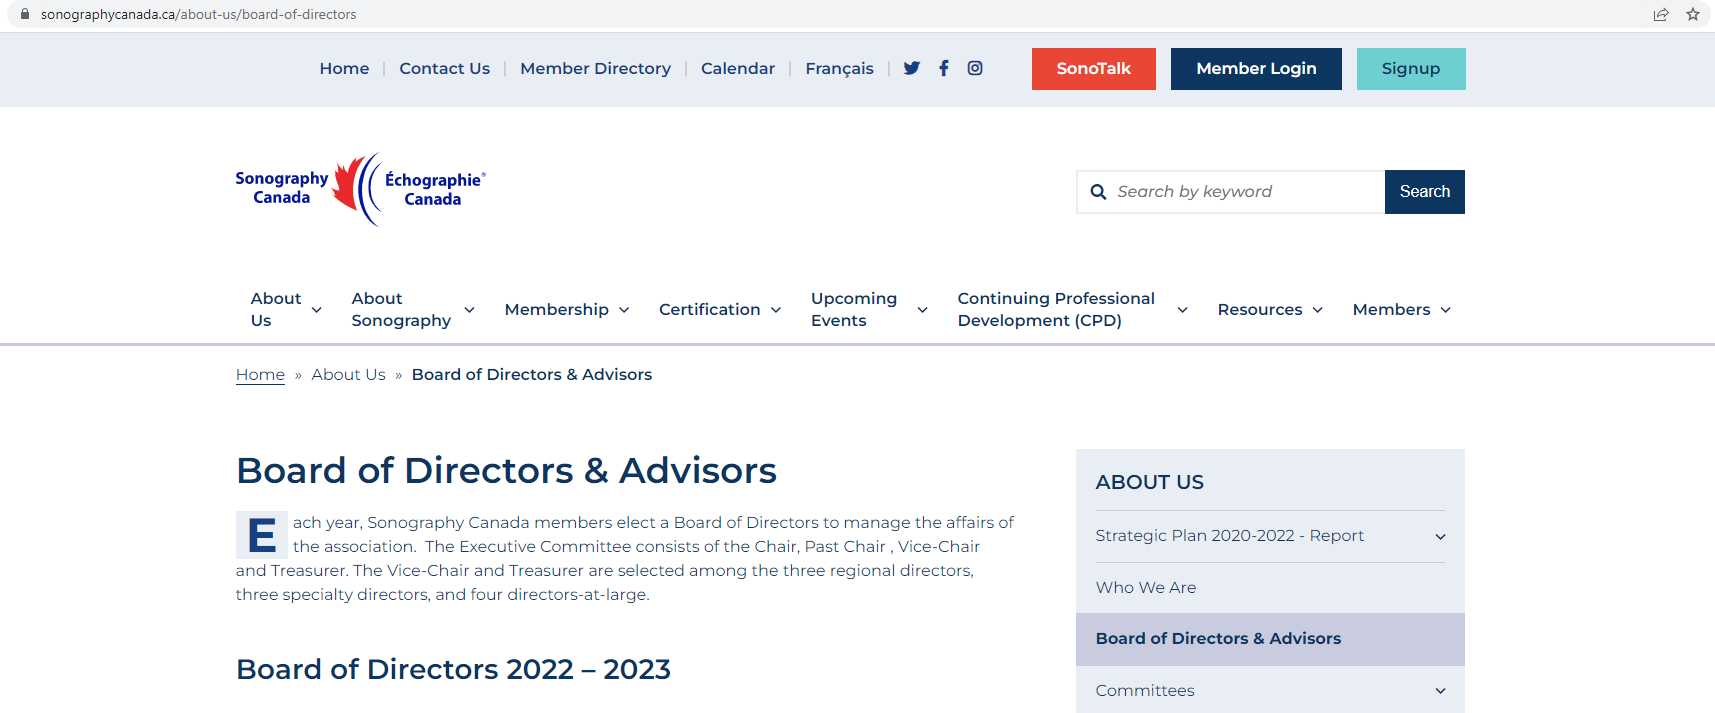 sonographycanada.ca/about-us/board-of-directors
Home | Contact Us | Member Directory | Calendar | Français |
SonoTalk
Member Login
Signup
Sonography
Canada
Échographie®
Canada
Search by keyword
Search
About
Us
About
Sonography
Membership
Certification
Upcoming
Events
Continuing Professional
Development (CPD)
Resources
Members
Home » About Us » Board of Directors & Advisors
Board of Directors & Advisors
Each year, Sonography Canada members elect a Board of Directors to manage the affairs of
the association. The Executive Committee consists of the Chair, Past Chair , Vice-Chair
and Treasurer. The Vice-Chair and Treasurer are selected among the three regional directors,
three specialty directors, and four directors-at-large.
Board of Directors 2022 – 2023
ABOUT US
Strategic Plan 2020-2022 - Report
Who We Are
Board of Directors & Advisors
Committees